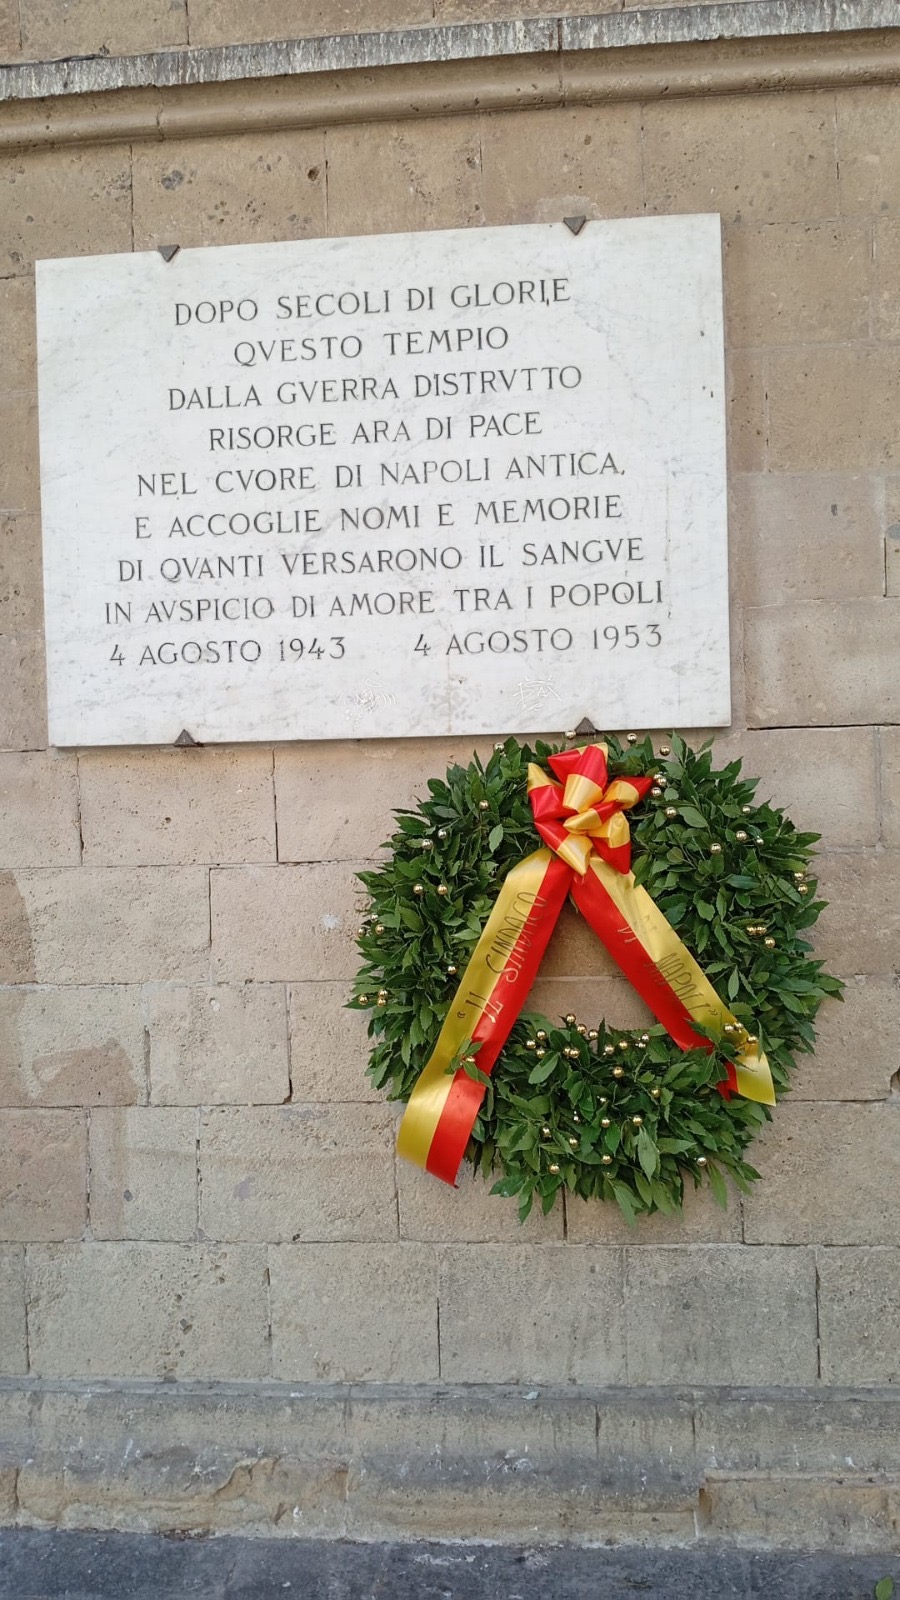 DOPO SECOLI DI GLORIE
QVESTO TEMPIO
DALLA GVERRA DISTRVTTO
RISORGE ARA DI PACE
NEL CVORE DI NAPOLI ANTICA,
E ACCOGLIE NOMI E MEMORIE
DI QVANTI VERSARONO IL SANGVE
IN AVSPICIO DI AMORE TRA I POPOLI
4 AGOSTO 1943 4 AGOSTO 1953
"IL SINDACO
DI NAPOLI"